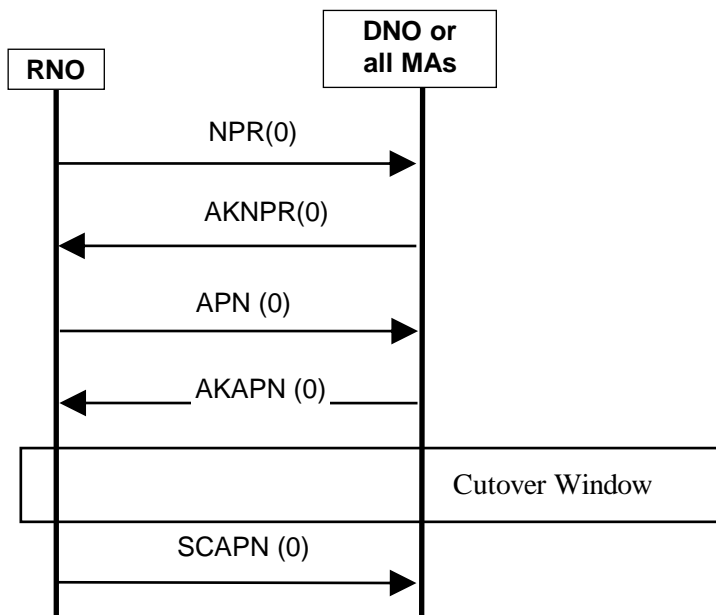 RNO
DNO or
all MAs
NPR(0)
AKNPR(0)
APN (0)
AKAPN (0)
Cutover Window
SCAPN (0)